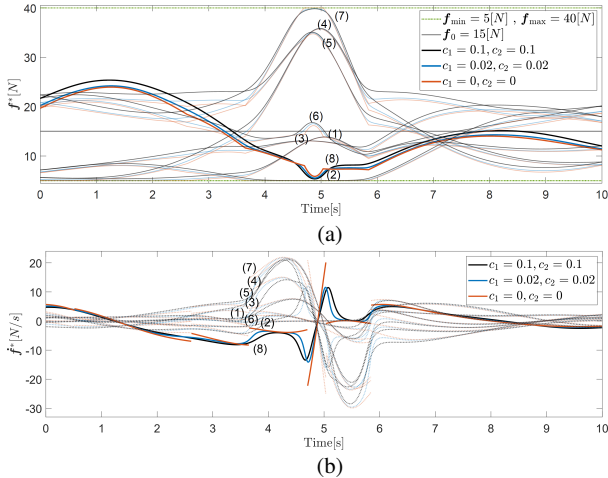 40
30
20
10
f*[N]
(7)
(4)
(5)
(6)
(3)
(1)
(8)
(2)
f_min = 5[N] , f_max = 40[N]
f_0 = 15[N]
c_1 = 0.1, c_2 = 0.1
c_1 = 0.02, c_2 = 0.02
c_1 = 0, c_2 = 0
0 1 2 3 4 5 6 7 8 9 10
Time[s]
(a)
20
10
0
-10
-20
-30
ḟ*[N/s]
(7)
(4)
(5)
(3)
(1)
(6)
(2)
(8)
c_1 = 0.1, c_2 = 0.1
c_1 = 0.02, c_2 = 0.02
c_1 = 0, c_2 = 0
0 1 2 3 4 5 6 7 8 9 10
Time[s]
(b)